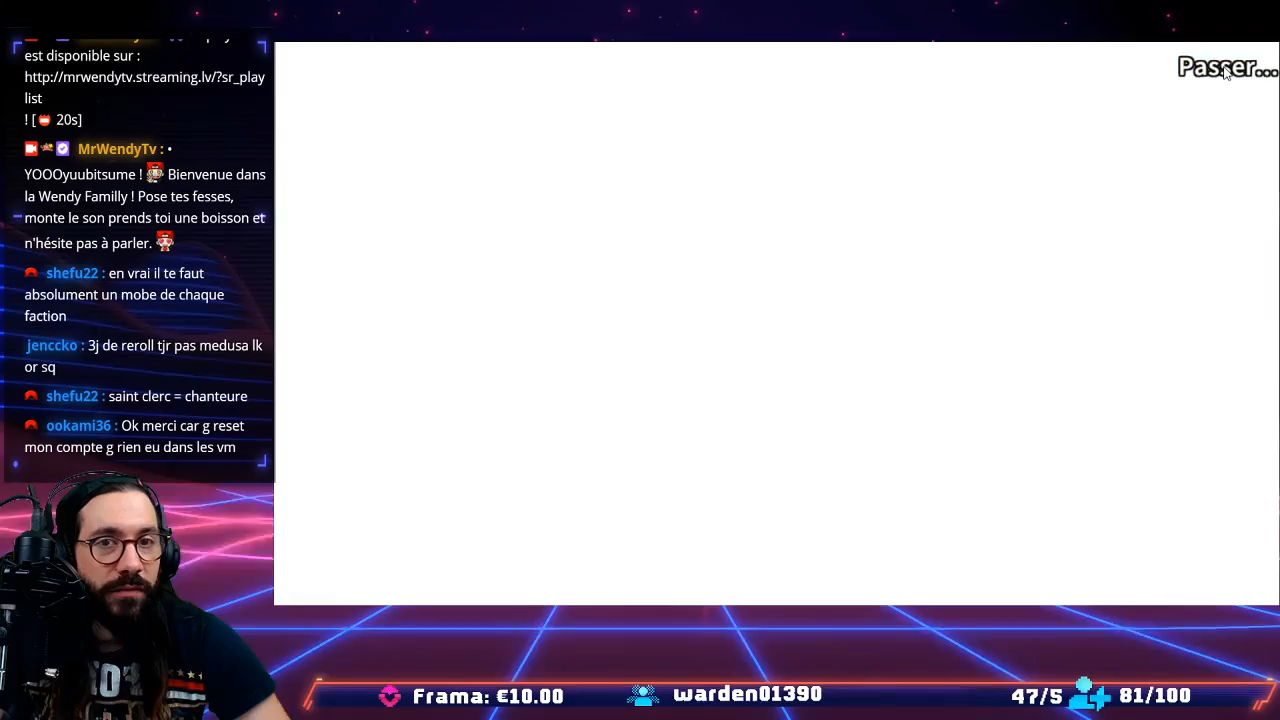 est disponible sur :
http://mrwendytv.streaming.lv/?sr_play
list
! [ 20s]
MrWendyTv : •
YOOOyuubitsume ! Bienvenue dans
la Wendy Familly ! Pose tes fesses,
monte le son prends toi une boisson et
n'hésite pas à parler.
shefu22 : en vrai il te faut
absolument un mobe de chaque
faction
jenccko : 3j de reroll tjr pas medusa lk
or sq
shefu22 : saint clerc = chanteure
ookami36 : Ok merci car g reset
mon compte g rien eu dans les vm
Passer...
Frama: €10.00
warden01390
47/5
81/100